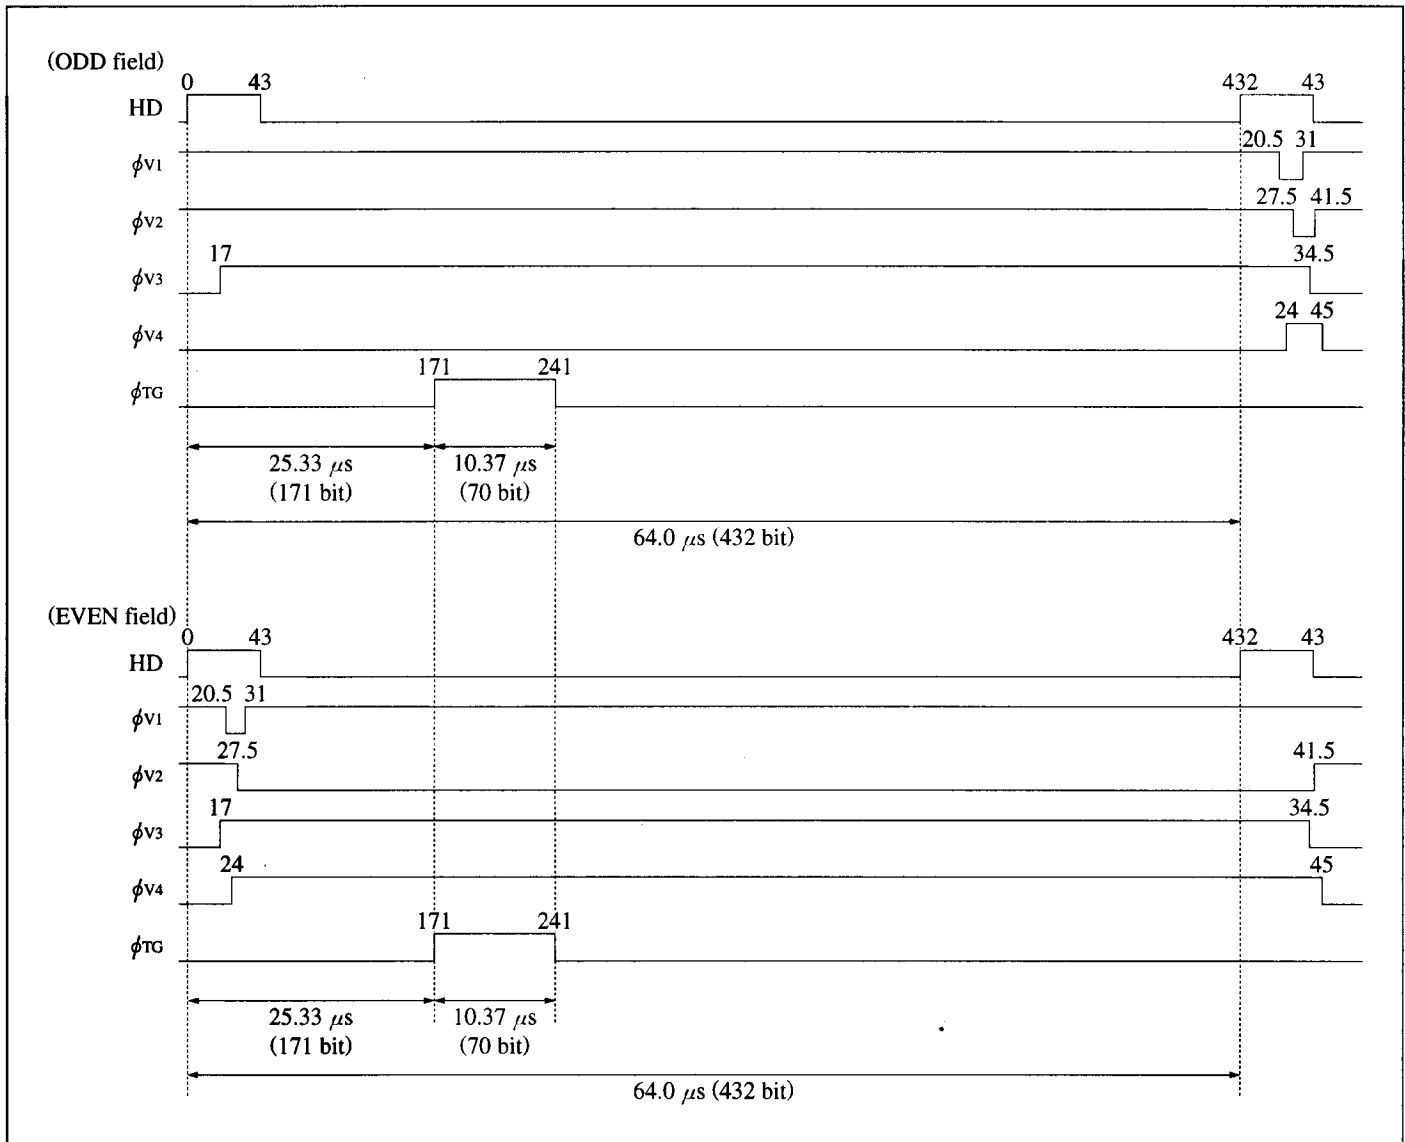 (ODD field)
0 43 432 43
HD
20.5 31
ϕV1
27.5 41.5
ϕV2
17 34.5
ϕV3
24 45
ϕV4
171 241
ϕTG
25.33 μs 10.37 μs
(171 bit) (70 bit)
64.0 μs (432 bit)
(EVEN field)
0 43 432 43
HD
20.5 31
ϕV1
27.5 41.5
ϕV2
17 34.5
ϕV3
24 45
ϕV4
171 241
ϕTG
25.33 μs 10.37 μs
(171 bit) (70 bit)
64.0 μs (432 bit)